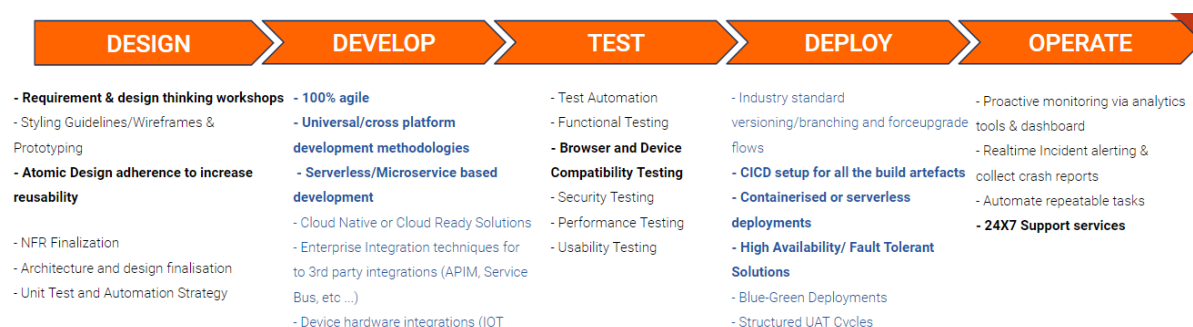 DESIGN
DEVELOP
TEST
DEPLOY
OPERATE
- Requirement & design thinking workshops
- Styling Guidelines/Wireframes &
Prototyping
- Atomic Design adherence to increase
reusability
- NFR Finalization
- Architecture and design finalisation
- Unit Test and Automation Strategy
- 100% agile
- Universal/cross platform
development methodologies
- Serverless/Microservice based
development
- Cloud Native or Cloud Ready Solutions
- Enterprise Integration techniques for
to 3rd party integrations (APIM, Service
Bus, etc ...)
- Device hardware integrations (IOT
- Test Automation
- Functional Testing
- Browser and Device
Compatibility Testing
- Security Testing
- Performance Testing
- Usability Testing
- Industry standard
versioning/branching and forceupgrade
flows
- CICD setup for all the build artefacts
- Containerised or serverless
deployments
- High Availability/ Fault Tolerant
Solutions
- Blue-Green Deployments
- Structured UAT Cycles
- Proactive monitoring via analytics
tools & dashboard
- Realtime Incident alerting &
collect crash reports
- Automate repeatable tasks
- 24X7 Support services